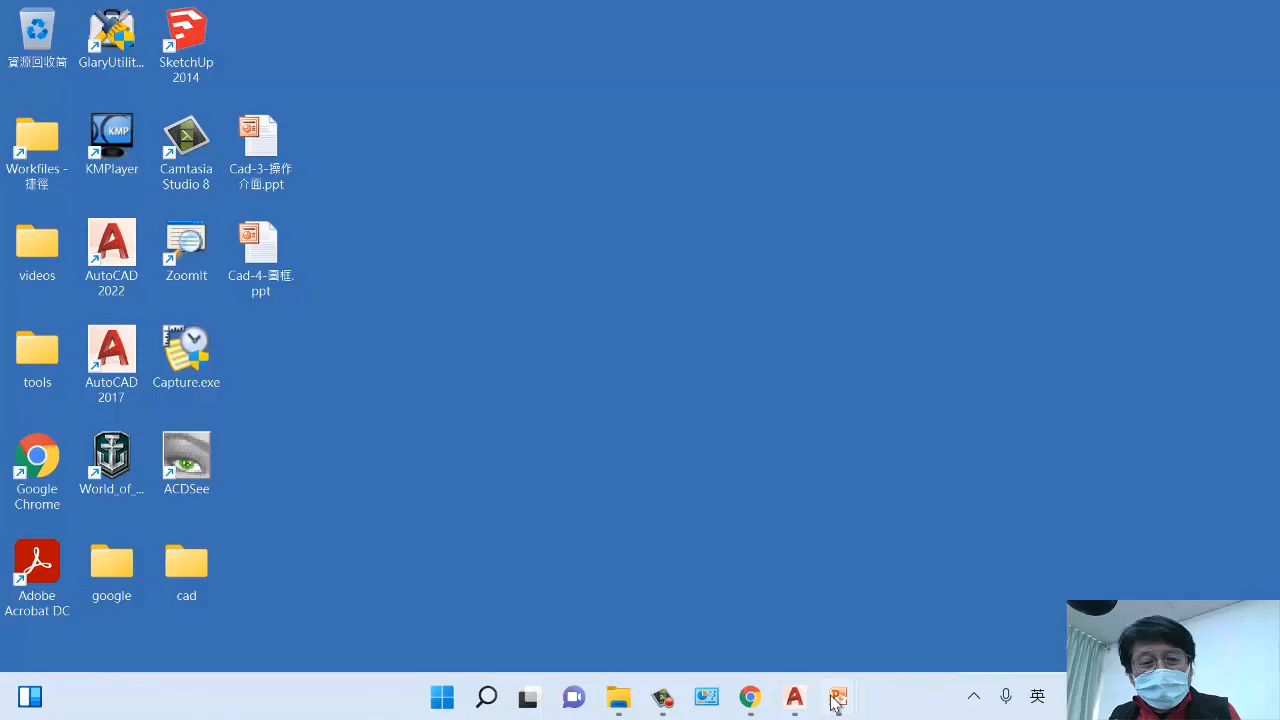 資源回收筒
GlaryUtilit...
SketchUp
2014
Workfiles -
捷徑
KMPlayer
Camtasia
Studio 8
Cad-3-操作
介面.ppt
videos
AutoCAD
2022
ZoomIt
Cad-4-圖框.
ppt
tools
AutoCAD
2017
Capture.exe
Google
Chrome
World_of_...
ACDSee
Adobe
Acrobat DC
google
cad
英